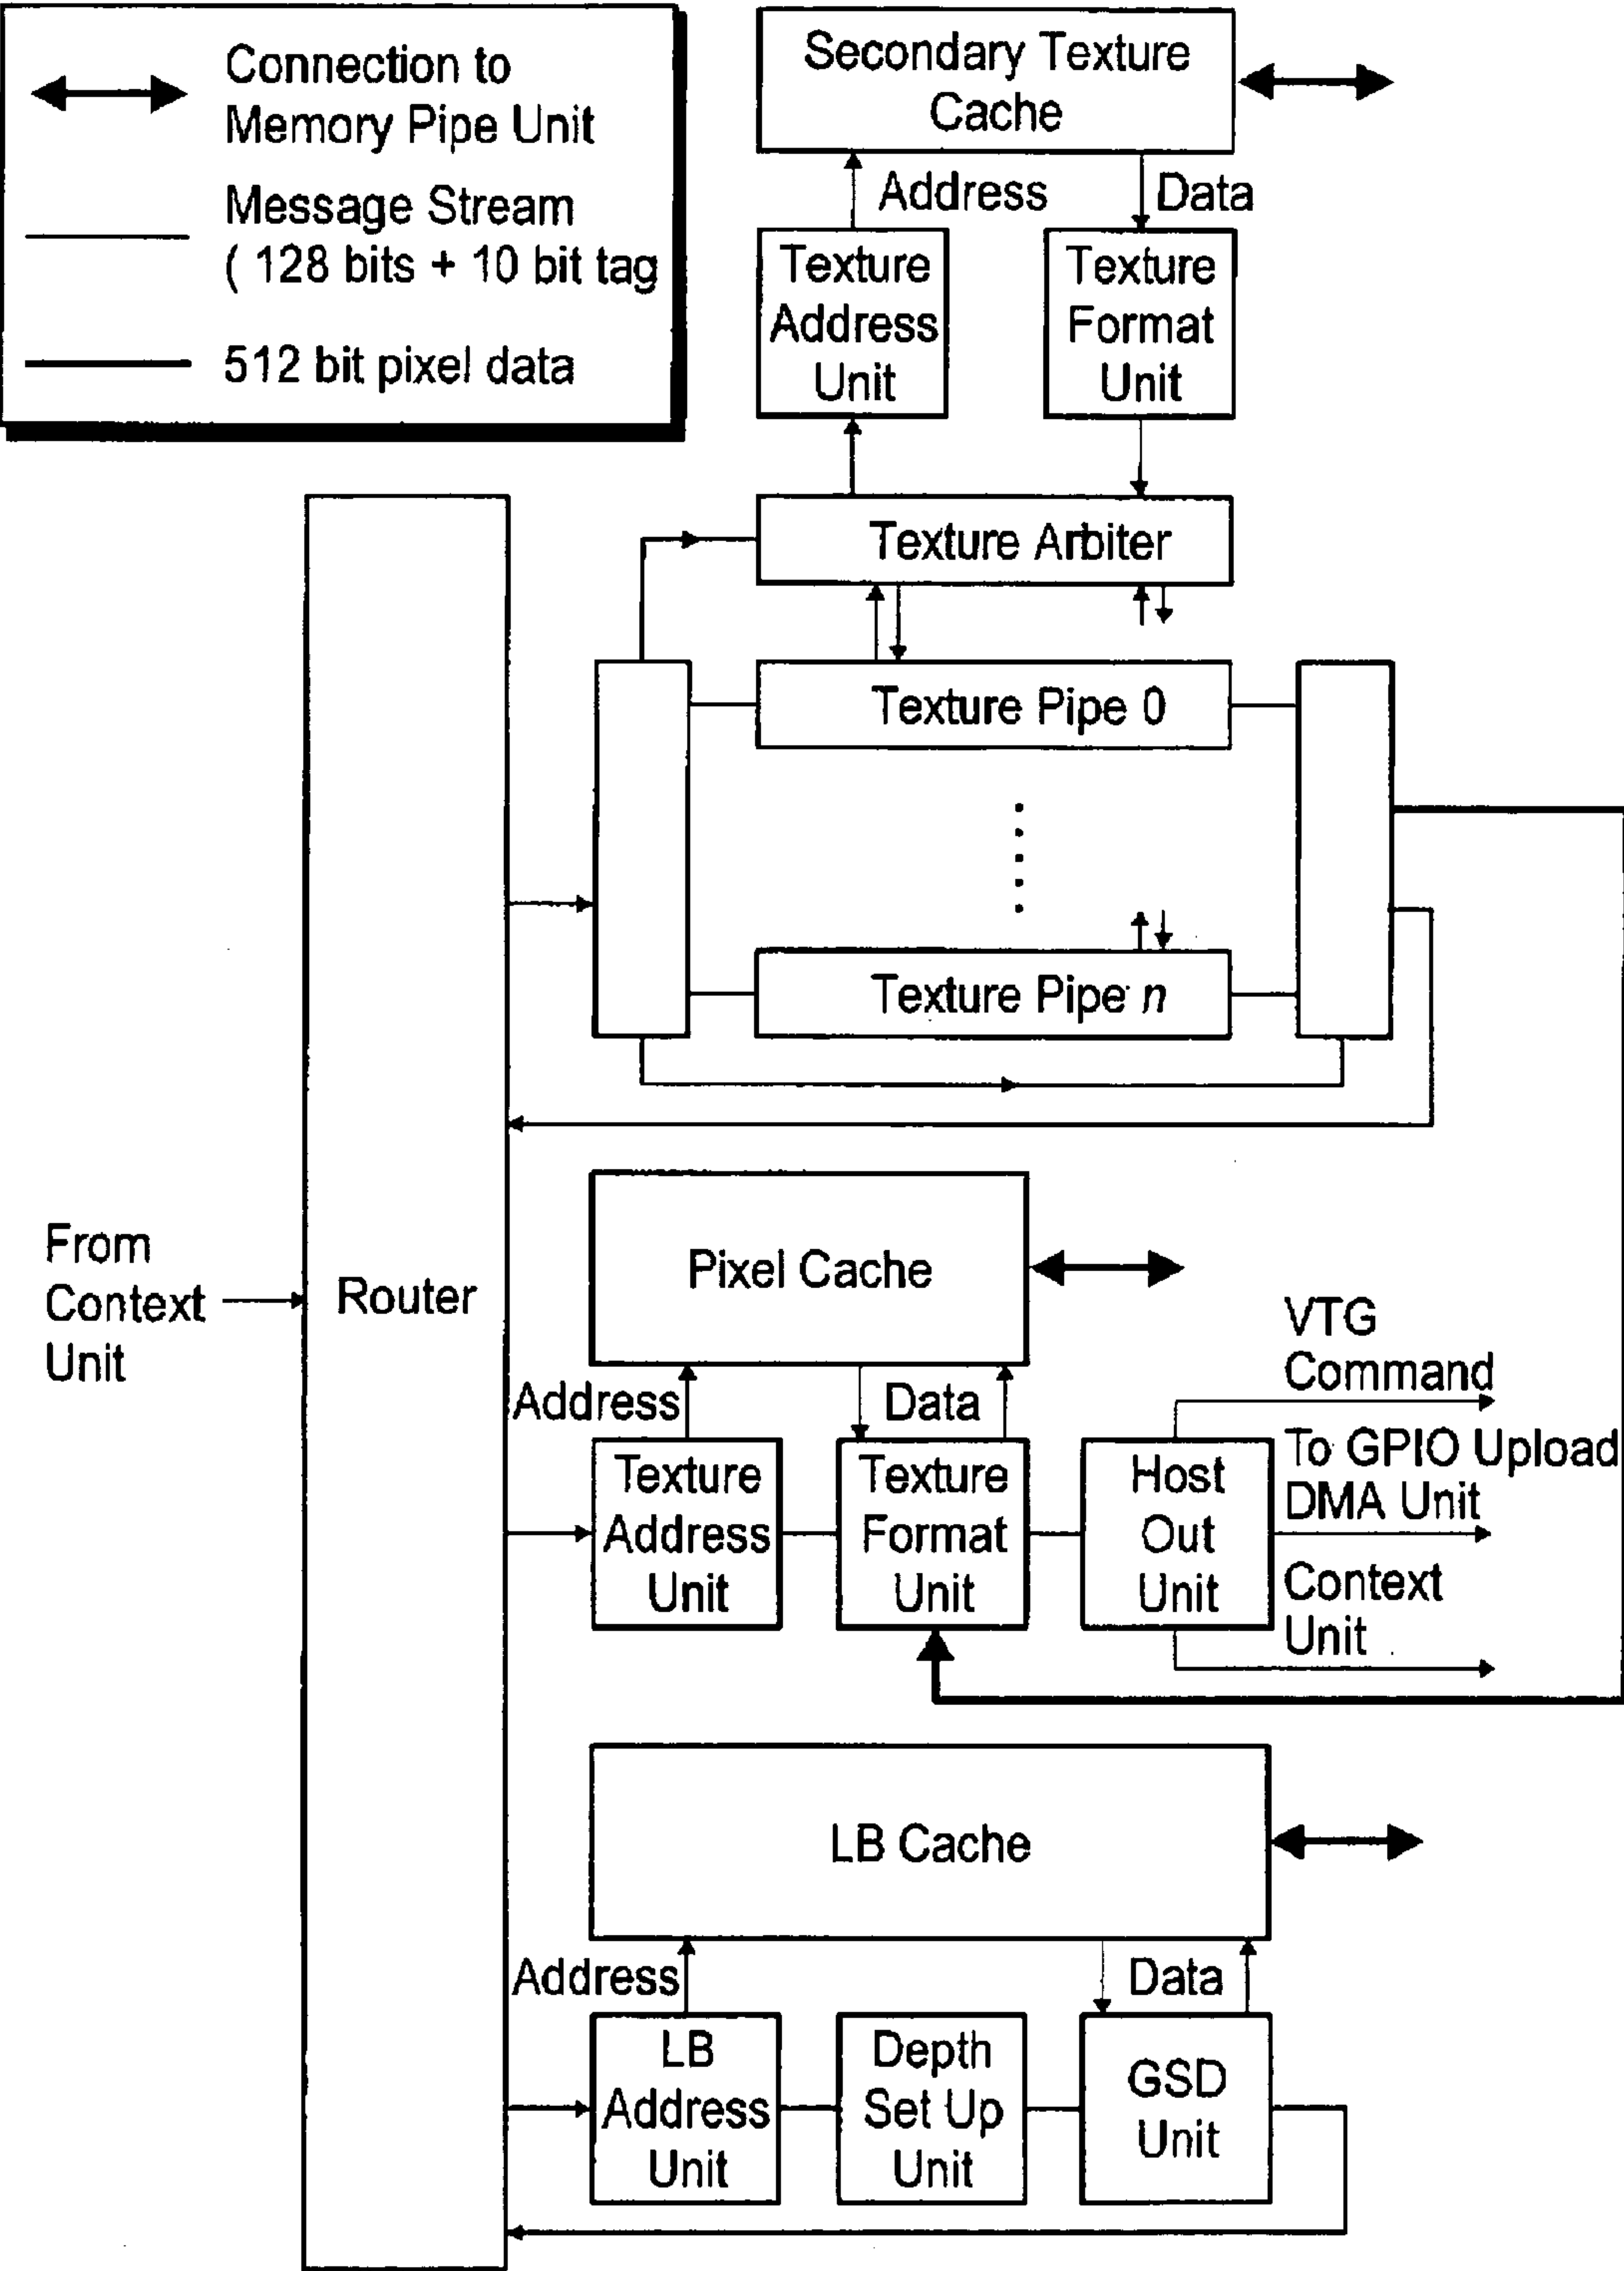 Connection to
Memory Pipe Unit
Message Stream
( 128 bits + 10 bit tag
512 bit pixel data
Secondary Texture
Cache
Address
Data
Texture
Address
Unit
Texture
Format
Unit
Texture Arbiter
Texture Pipe 0
Texture Pipe n
From
Context
Unit
Router
Pixel Cache
Address
Data
Texture
Address
Unit
Texture
Format
Unit
Host
Out
Unit
VTG
Command
To GPIO Upload
DMA Unit
Context
Unit
LB Cache
Address
Data
LB
Address
Unit
Depth
Set Up
Unit
GSD
Unit